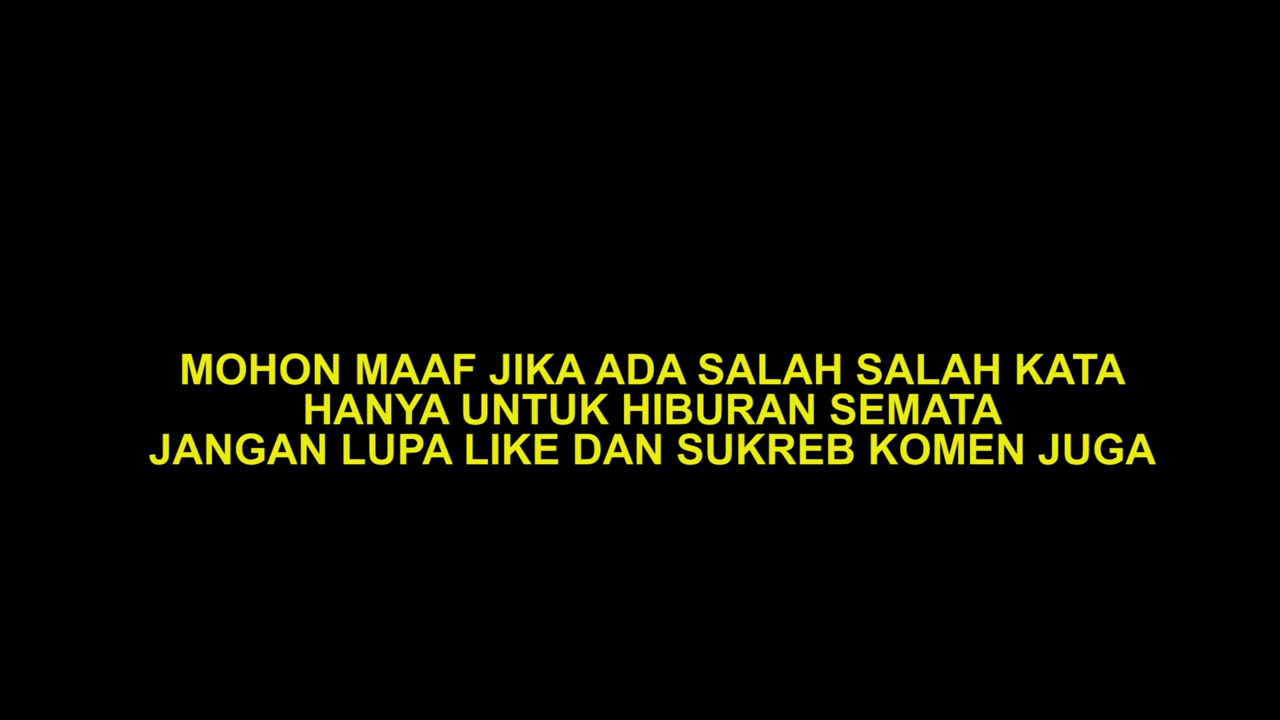 MOHON MAAF JIKA ADA SALAH SALAH KATA
HANYA UNTUK HIBURAN SEMATA
JANGAN LUPA LIKE DAN SUKREB KOMEN JUGA